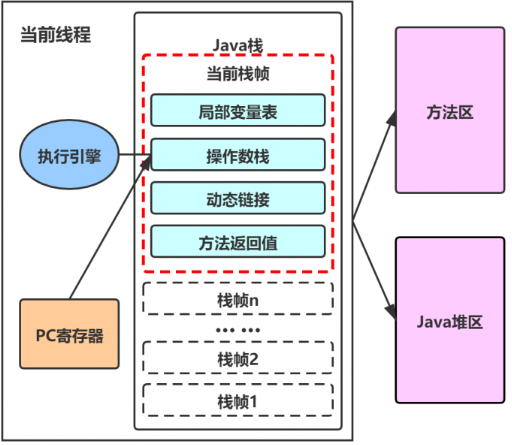 当前线程
Java栈
当前栈帧
局部变量表
执行引擎
操作数栈
动态链接
方法返回值
PC寄存器
栈帧n
... ...
栈帧2
栈帧1
方法区
Java堆区